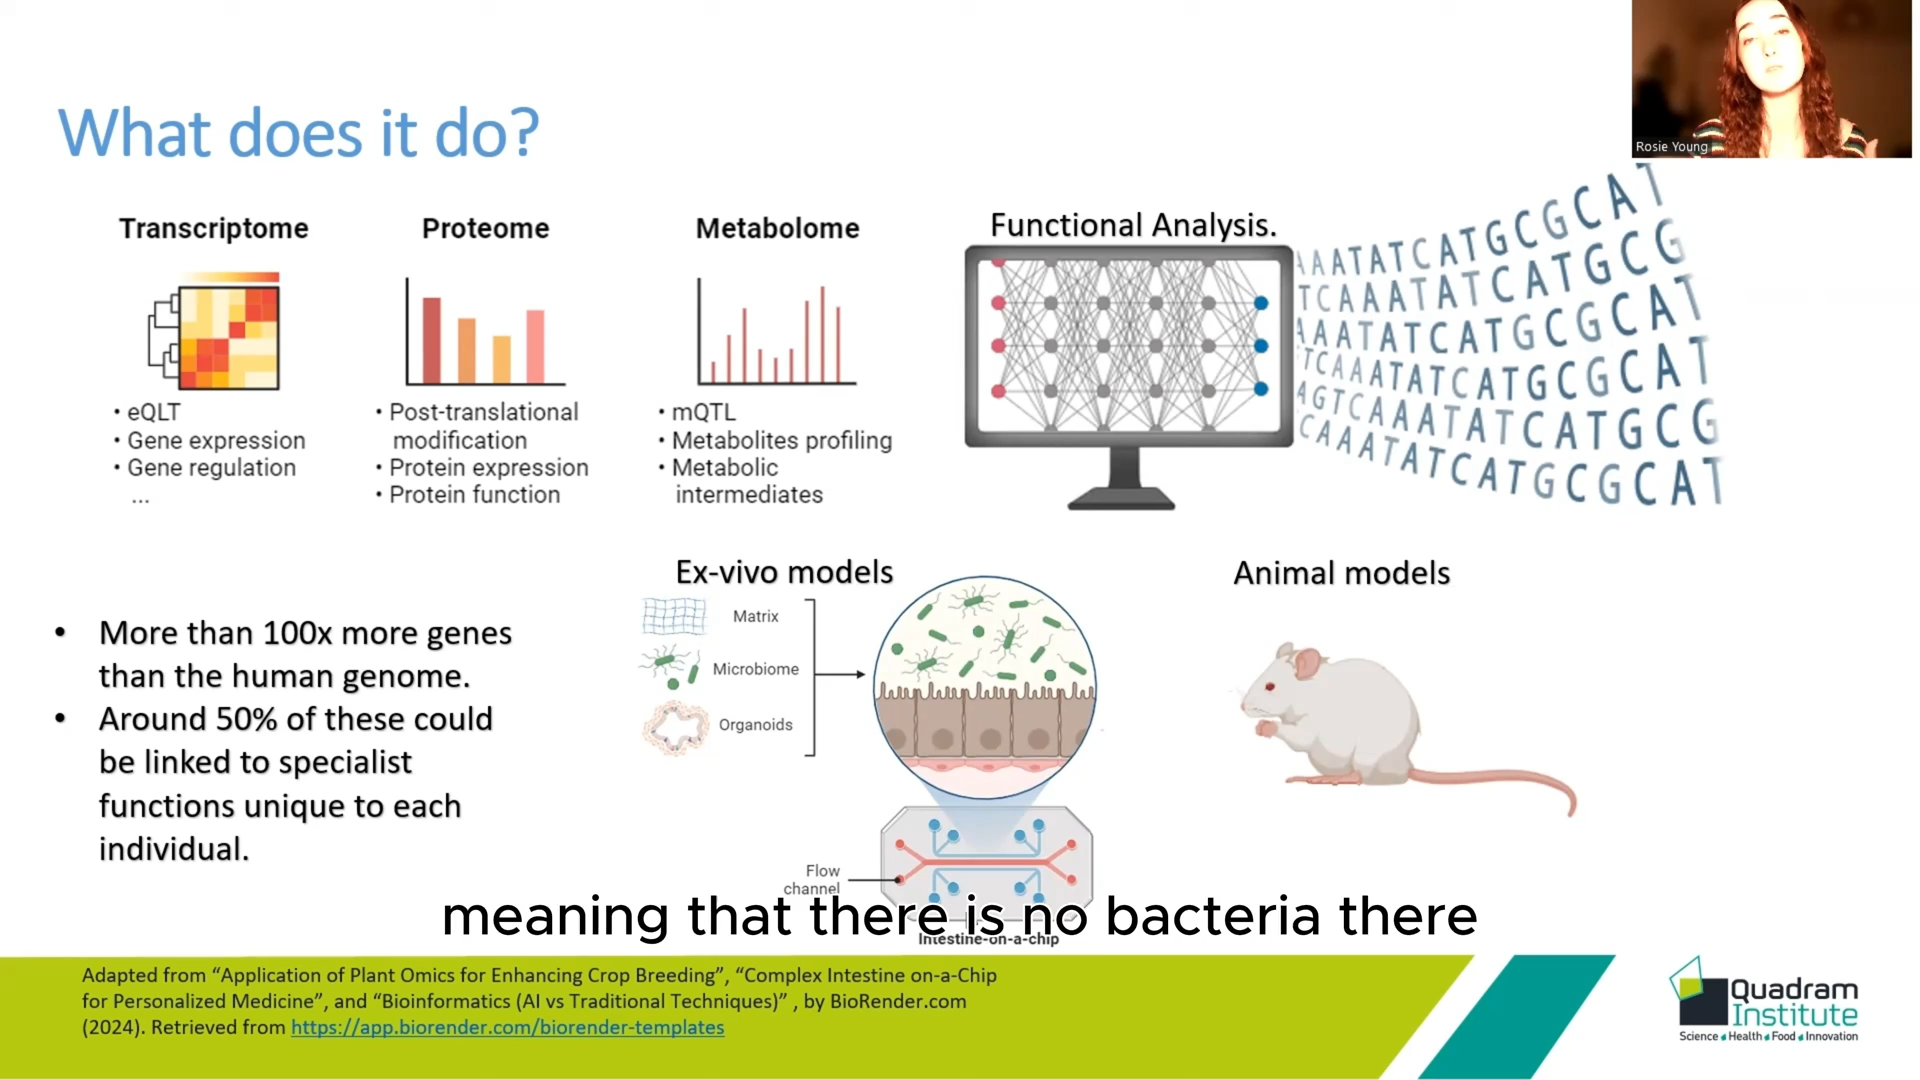 Rosie Young
What does it do?
Transcriptome
• eQLT
• Gene expression
• Gene regulation
...
Proteome
• Post-translational
modification
• Protein expression
• Protein function
Metabolome
• mQTL
• Metabolites profiling
• Metabolic
intermediates
Functional Analysis.
AAATATCATGCGCAT
TCAAATATCATGCG
AAATATCATGCGCAT
TCAAATATCATGCGCAT
AGTCAAATATCATGCG
CAAATATCATGCGCAT
• More than 100x more genes
than the human genome.
• Around 50% of these could
be linked to specialist
functions unique to each
individual.
Ex-vivo models
Matrix
Microbiome
Organoids
Flow
channel
Intestine-on-a-chip
Animal models
meaning that there is no bacteria there
Adapted from “Application of Plant Omics for Enhancing Crop Breeding”, “Complex Intestine on-a-Chip
for Personalized Medicine”, and “Bioinformatics (AI vs Traditional Techniques)” , by BioRender.com
(2024). Retrieved from https://app.biorender.com/biorender-templates
Quadram
Institute
Science • Health • Food • Innovation